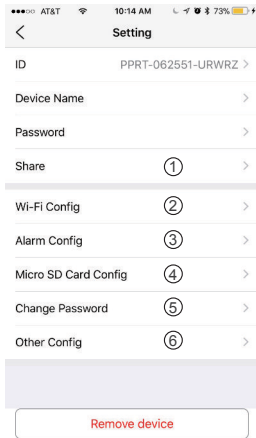 AT&T 10:14 AM 73%
Setting
ID PPRT-062551-URWRZ
Device Name
Password
Share 1
Wi-Fi Config 2
Alarm Config 3
Micro SD Card Config 4
Change Password 5
Other Config 6
Remove device